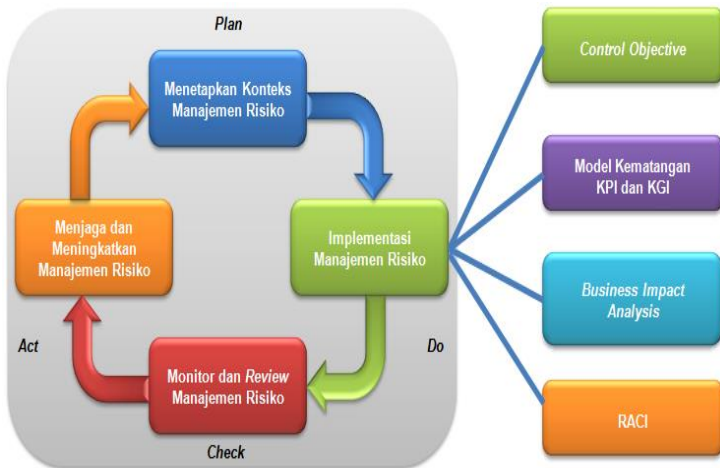 Plan
Menetapkan Konteks
Manajemen Risiko
Control Objective
Model Kematangan
KPI dan KGI
Menjaga dan
Meningkatkan
Manajemen Risiko
Implementasi
Manajemen Risiko
Business Impact
Analysis
Act
Do
Monitor dan Review
Manajemen Risiko
RACI
Check